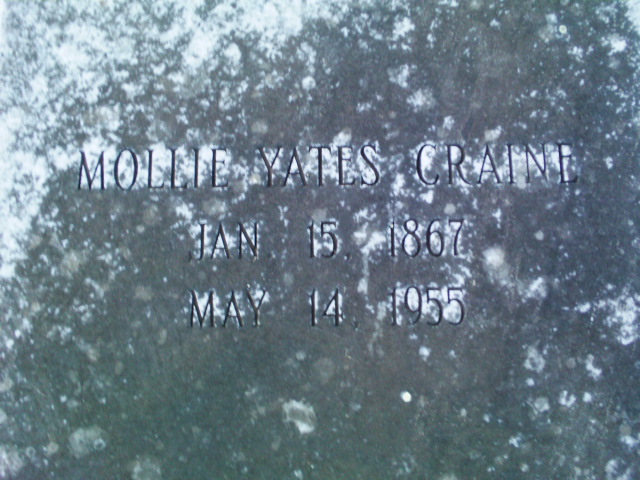 MOLLIE YATES CRAINE
JAN 15, 1867
MAY 14, 1955